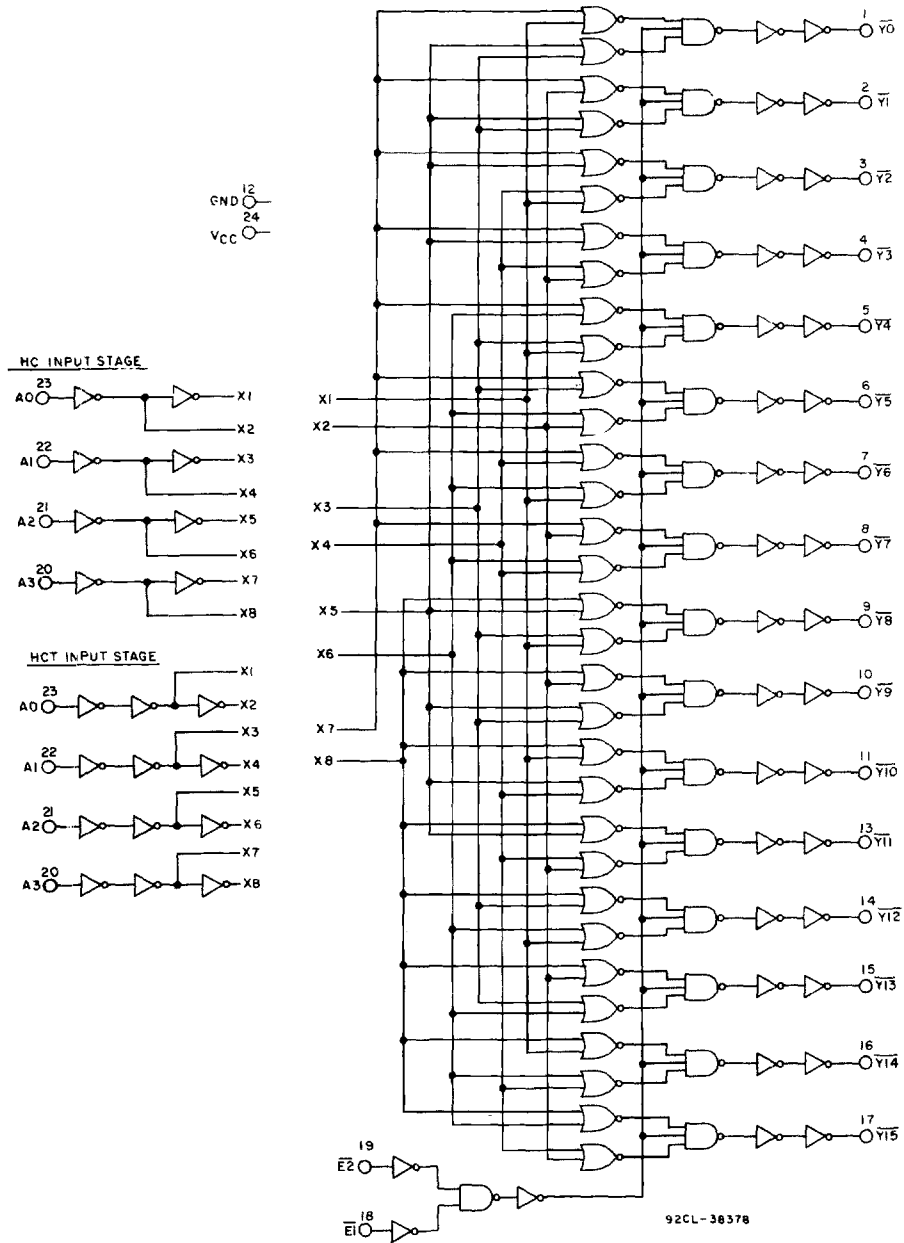 GND 12
VCC 24
HC INPUT STAGE
A0 23
X1
X2
A1 22
X3
X4
A2 21
X5
X6
A3 20
X7
X8
HCT INPUT STAGE
A0 23
X1
X2
A1 22
X3
X4
A2 21
X5
X6
A3 20
X7
X8
X1
X2
X3
X4
X5
X6
X7
X8
1 Y0
2 Y1
3 Y2
4 Y3
5 Y4
6 Y5
7 Y6
8 Y7
9 Y8
10 Y9
11 Y10
13 Y11
14 Y12
15 Y13
16 Y14
17 Y15
19 E2
18 E1
92CL-38378